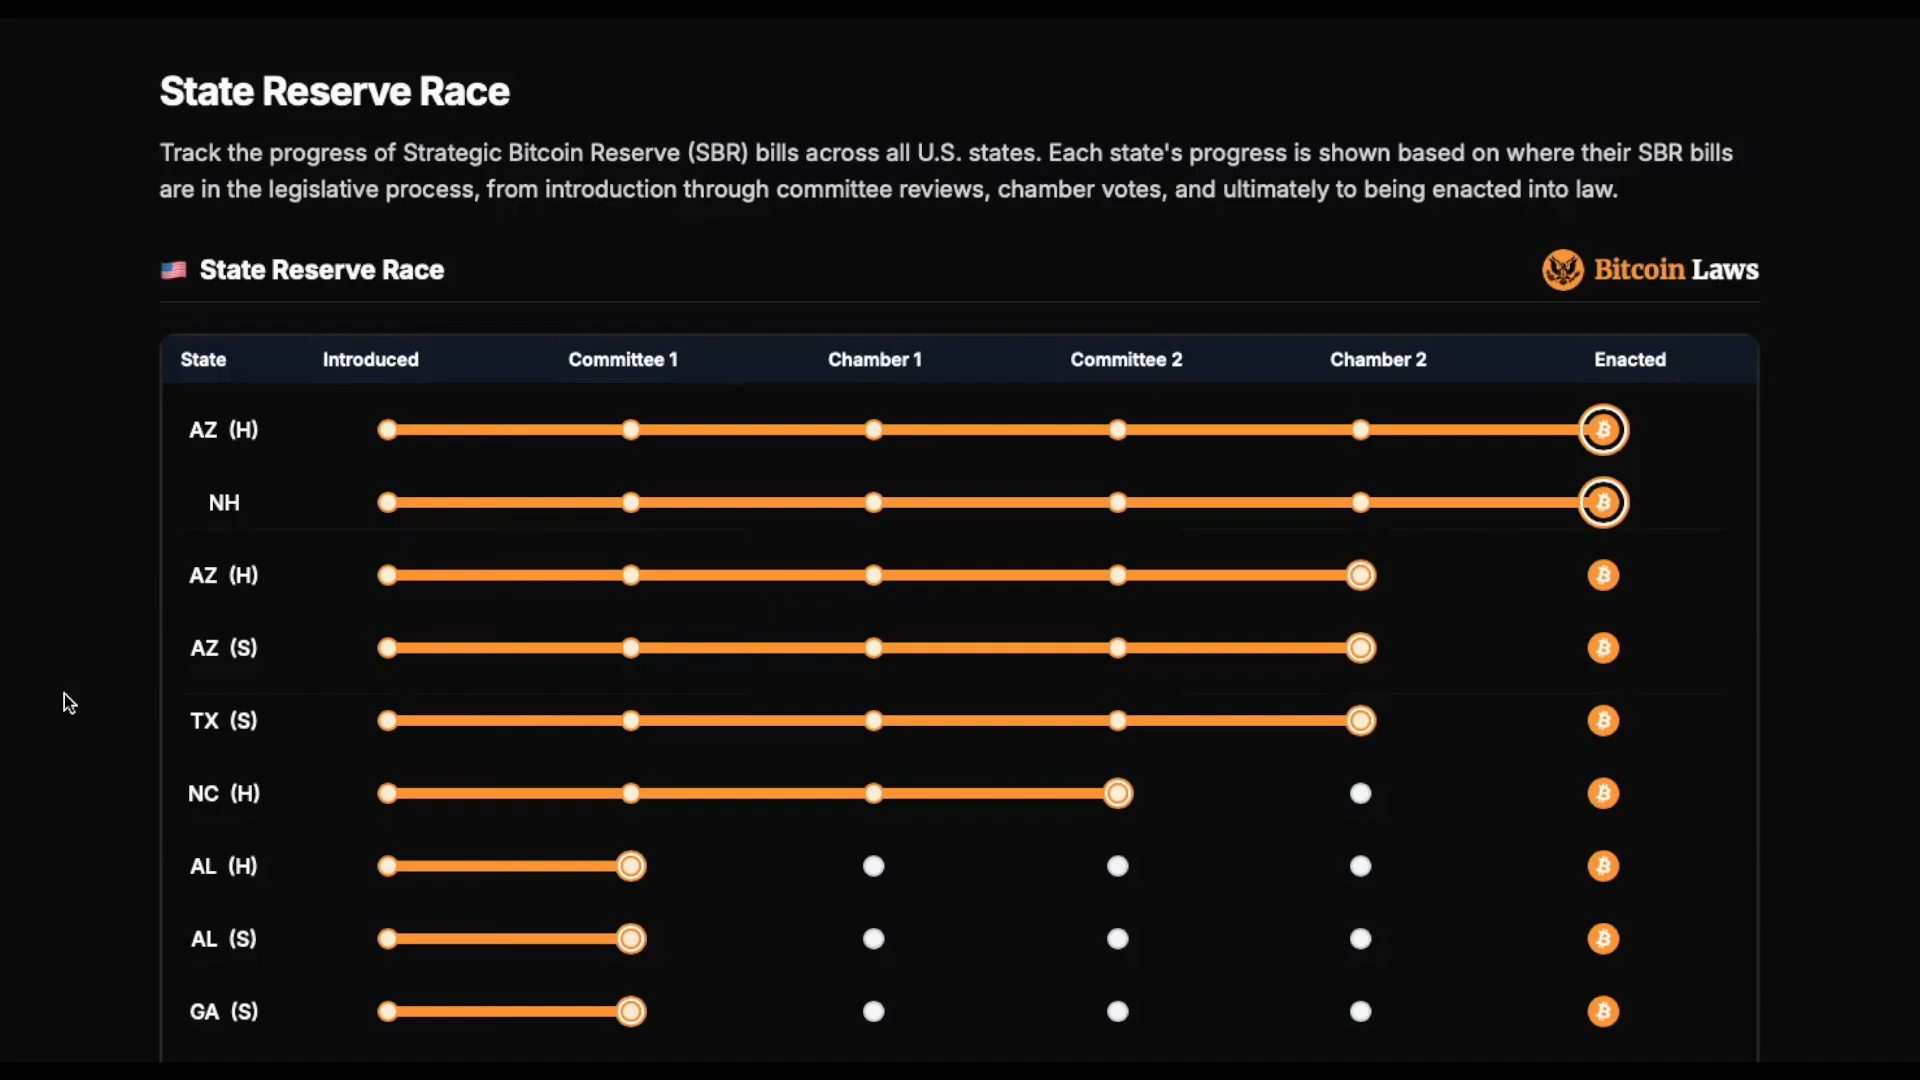 State Reserve Race
Track the progress of Strategic Bitcoin Reserve (SBR) bills across all U.S. states. Each state's progress is shown based on where their SBR bills
are in the legislative process, from introduction through committee reviews, chamber votes, and ultimately to being enacted into law.
State Reserve Race
Bitcoin Laws
State Introduced Committee 1 Chamber 1 Committee 2 Chamber 2 Enacted
AZ (H)
NH
AZ (H)
AZ (S)
TX (S)
NC (H)
AL (H)
AL (S)
GA (S)